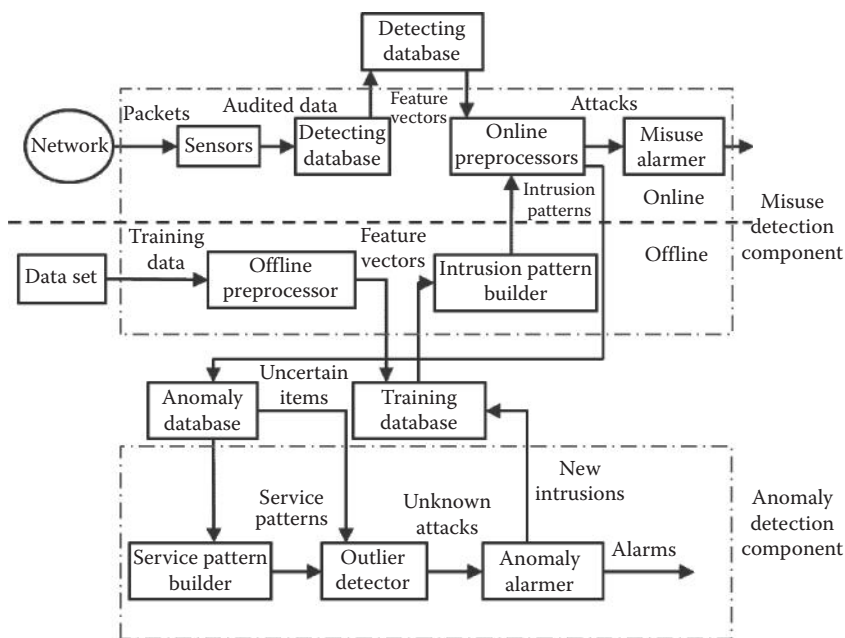 Detecting
database
Packets
Audited data
Feature
vectors
Attacks
Network
Sensors
Detecting
database
Online
preprocessors
Misuse
alarmer
Intrusion
patterns
Online
Misuse
detection
component
Offline
Training
data
Feature
vectors
Data set
Offline
preprocessor
Intrusion pattern
builder
Uncertain
items
Anomaly
database
Training
database
New
intrusions
Service
patterns
Unknown
attacks
Anomaly
detection
component
Service pattern
builder
Outlier
detector
Anomaly
alarmer
Alarms